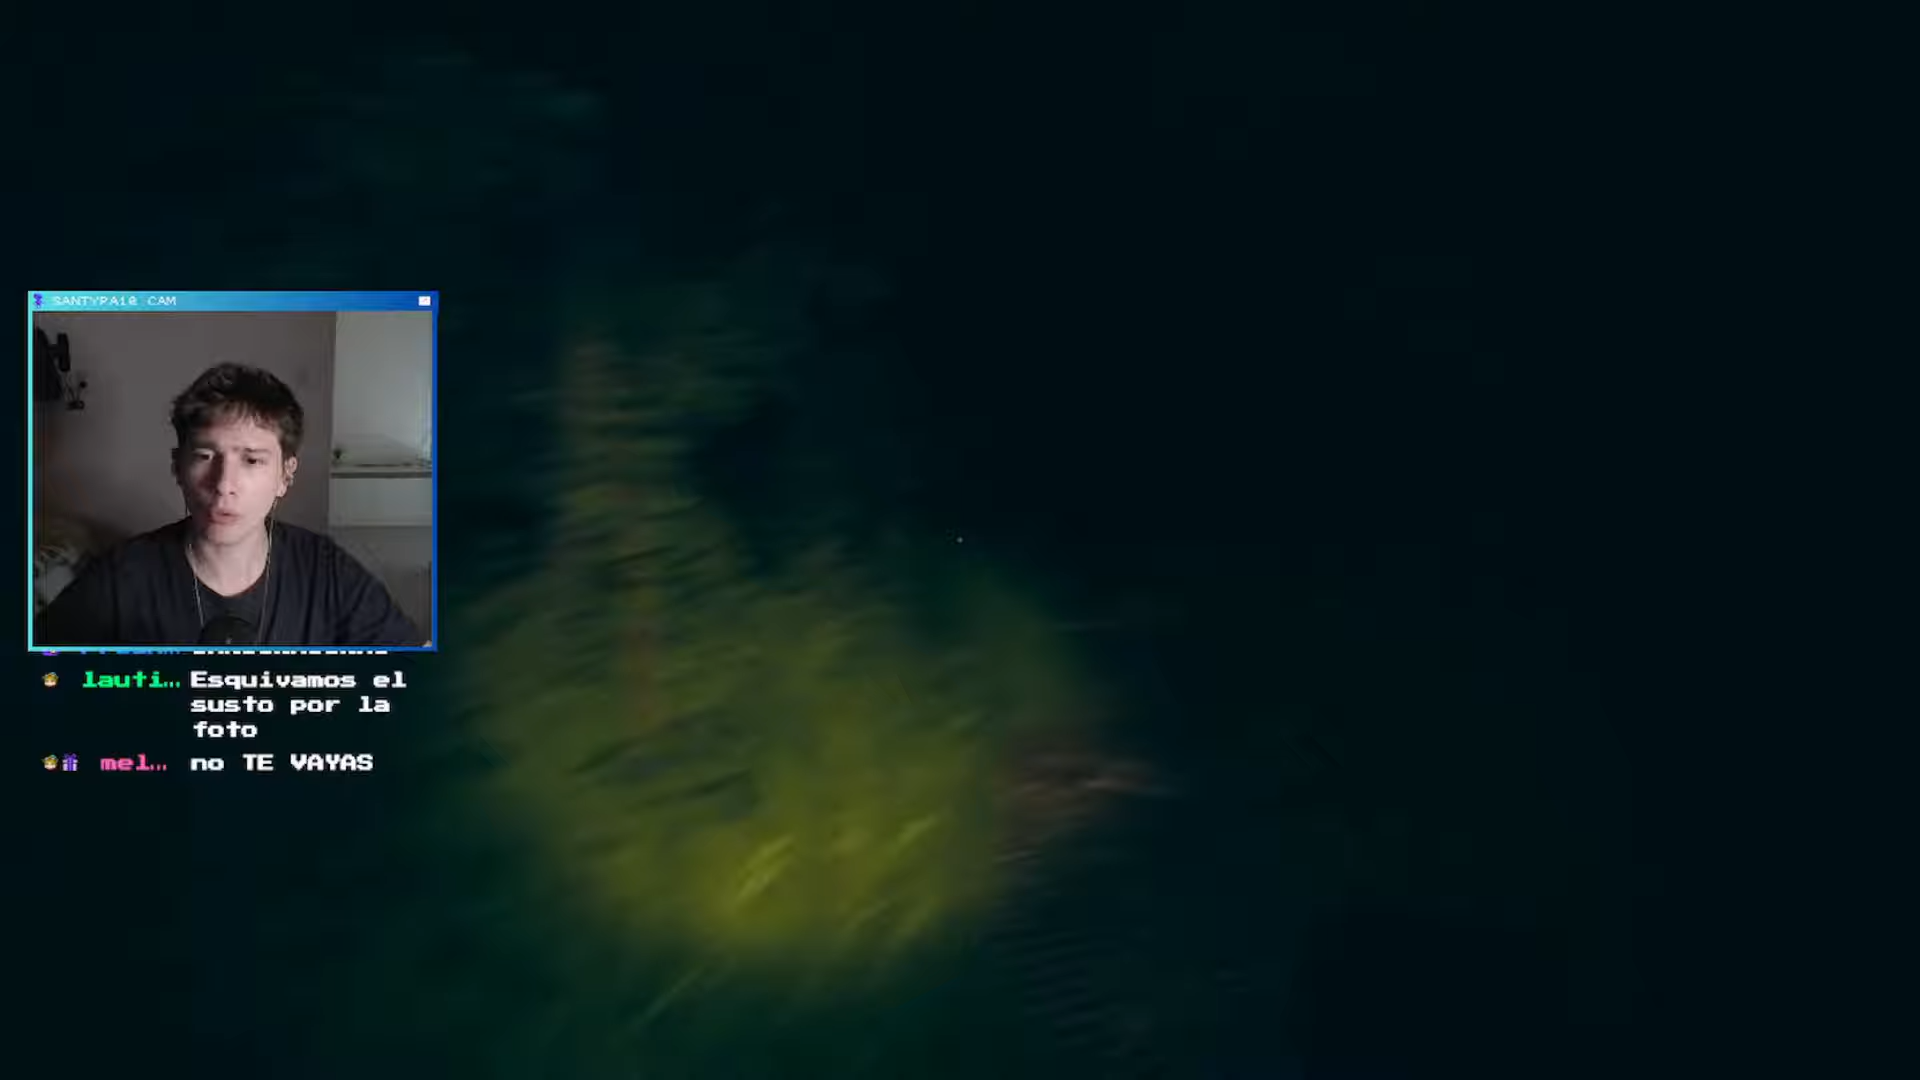 SANTYPA10 CAM
lauti... Esquivamos el
susto por la
foto
mel... no TE VAYAS